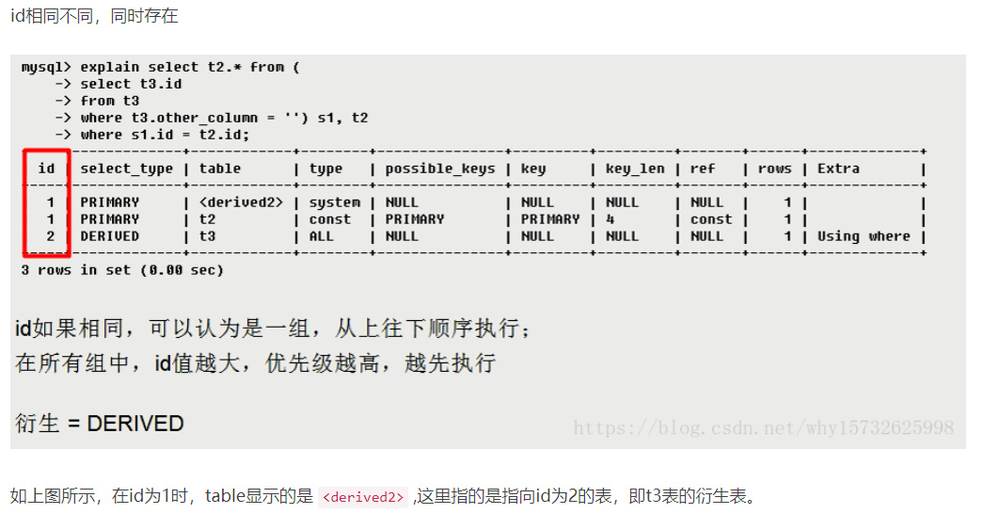 id相同不同，同时存在
mysql> explain select t2.* from (
-> select t3.id
-> from t3
-> where t3.other_column = '') s1, t2
-> where s1.id = t2.id;
id | select_type | table | type | possible_keys | key | key_len | ref | rows | Extra |
1 | PRIMARY | <derived2> | system | NULL | NULL | NULL | NULL | 1 | |
1 | PRIMARY | t2 | const | PRIMARY | PRIMARY | 4 | const | 1 | |
2 | DERIVED | t3 | ALL | NULL | NULL | NULL | NULL | 1 | Using where |
3 rows in set (0.00 sec)
id如果相同，可以认为是一组，从上往下顺序执行；
在所有组中，id值越大，优先级越高，越先执行
衍生 = DERIVED
https://blog.csdn.net/why15732625998
如上图所示，在id为1时，table显示的是 <derived2> ,这里指的是指向id为2的表，即t3表的衍生表。